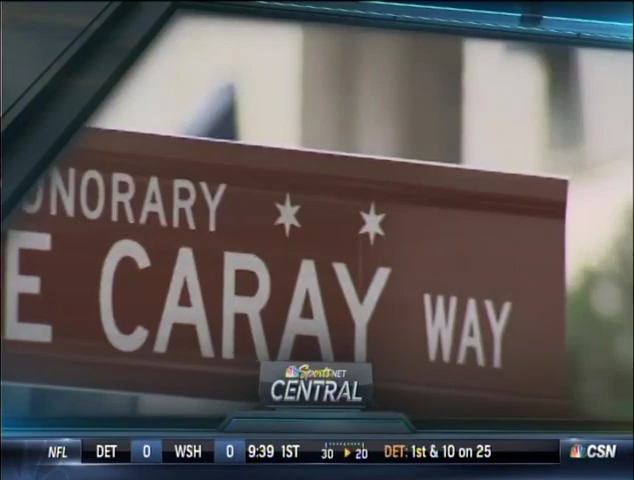 ONORARY
E CARAY WAY
SportsNET
CENTRAL
NFL DET 0 WSH 0 9:39 1ST 30 20 DET: 1st & 10 on 25 CSN